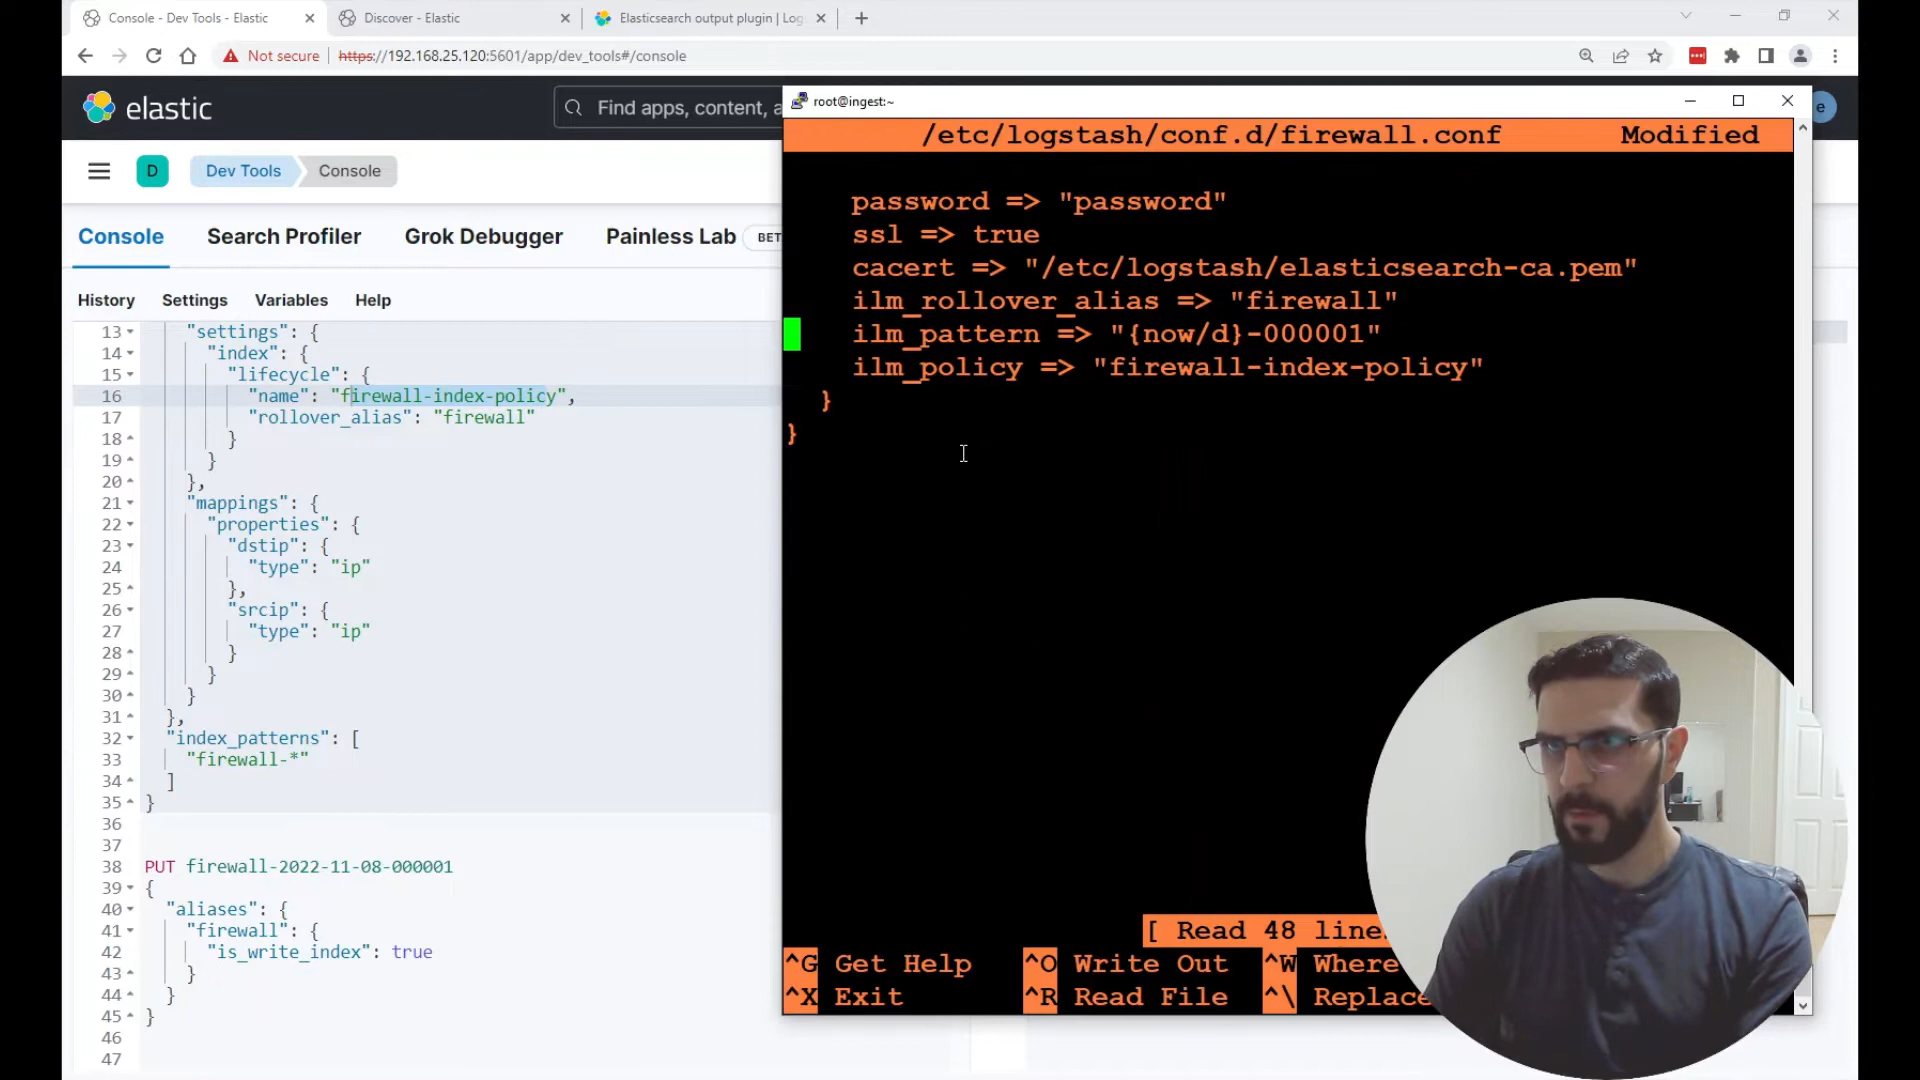 Console - Dev Tools - Elastic
Discover - Elastic
Elasticsearch output plugin | Log
Not secure
https://192.168.25.120:5601/app/dev_tools#/console
elastic
Find apps, content, a
e
D
Dev Tools
Console
Console
Search Profiler
Grok Debugger
Painless Lab
BET
History
Settings
Variables
Help
13 "settings": {
14 "index": {
15 "lifecycle": {
16 "name": "firewall-index-policy",
17 "rollover_alias": "firewall"
18 }
19 }
20 },
21 "mappings": {
22 "properties": {
23 "dstip": {
24 "type": "ip"
25 },
26 "srcip": {
27 "type": "ip"
28 }
29 }
30 }
31 },
32 "index_patterns": [
33 "firewall-*"
34 ]
35 }
36
37
38 PUT firewall-2022-11-08-000001
39 {
40 "aliases": {
41 "firewall": {
42 "is_write_index": true
43 }
44 }
45 }
46
47
root@ingest:~
/etc/logstash/conf.d/firewall.conf Modified
password => "password"
ssl => true
cacert => "/etc/logstash/elasticsearch-ca.pem"
ilm_rollover_alias => "firewall"
ilm_pattern => "{now/d}-000001"
ilm_policy => "firewall-index-policy"
}
}
[ Read 48 line
^G Get Help ^O Write Out ^W Where
^X Exit ^R Read File ^\ Replace